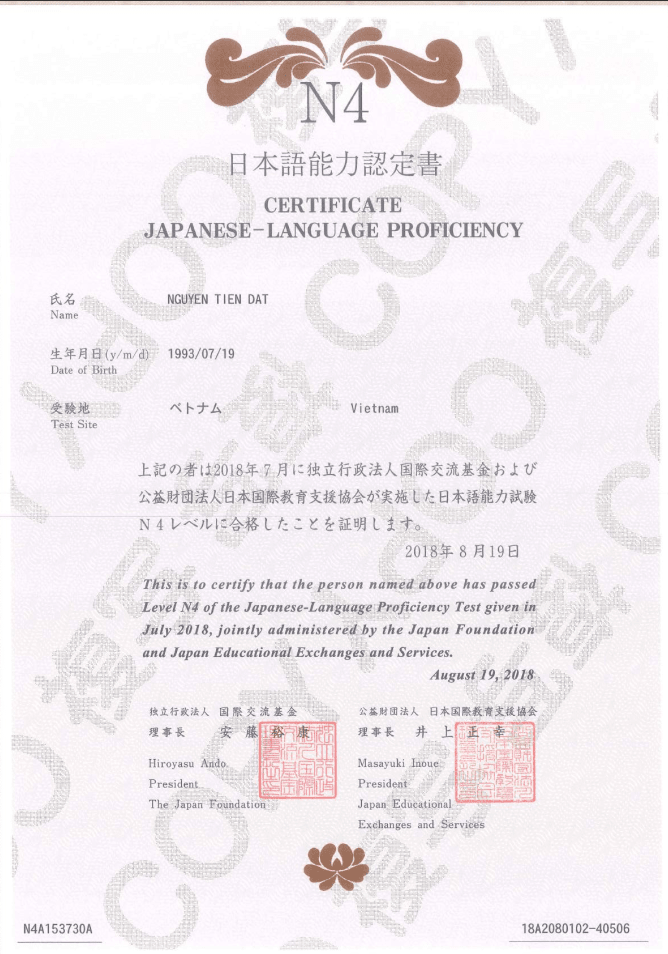 N4
日本語能力認定書
CERTIFICATE
JAPANESE-LANGUAGE PROFICIENCY
氏名 NGUYEN TIEN DAT
Name
生年月日(y/m/d) 1993/07/19
Date of Birth
受験地 ベトナム Vietnam
Test Site
上記の者は2018年7月に独立行政法人国際交流基金および
公益財団法人日本国際教育支援協会が実施した日本語能力試験
N4レベルに合格したことを証明します。
2018年8月19日
This is to certify that the person named above has passed
Level N4 of the Japanese-Language Proficiency Test given in
July 2018, jointly administered by the Japan Foundation
and Japan Educational Exchanges and Services.
August 19, 2018
独立行政法人 国際交流基金
理事長 安藤裕康
Hiroyasu Ando
President
The Japan Foundation
公益財団法人 日本国際教育支援協会
理事長 井上正幸
Masayuki Inoue
President
Japan Educational
Exchanges and Services
N4A153730A
18A2080102-40506
COPY
複写